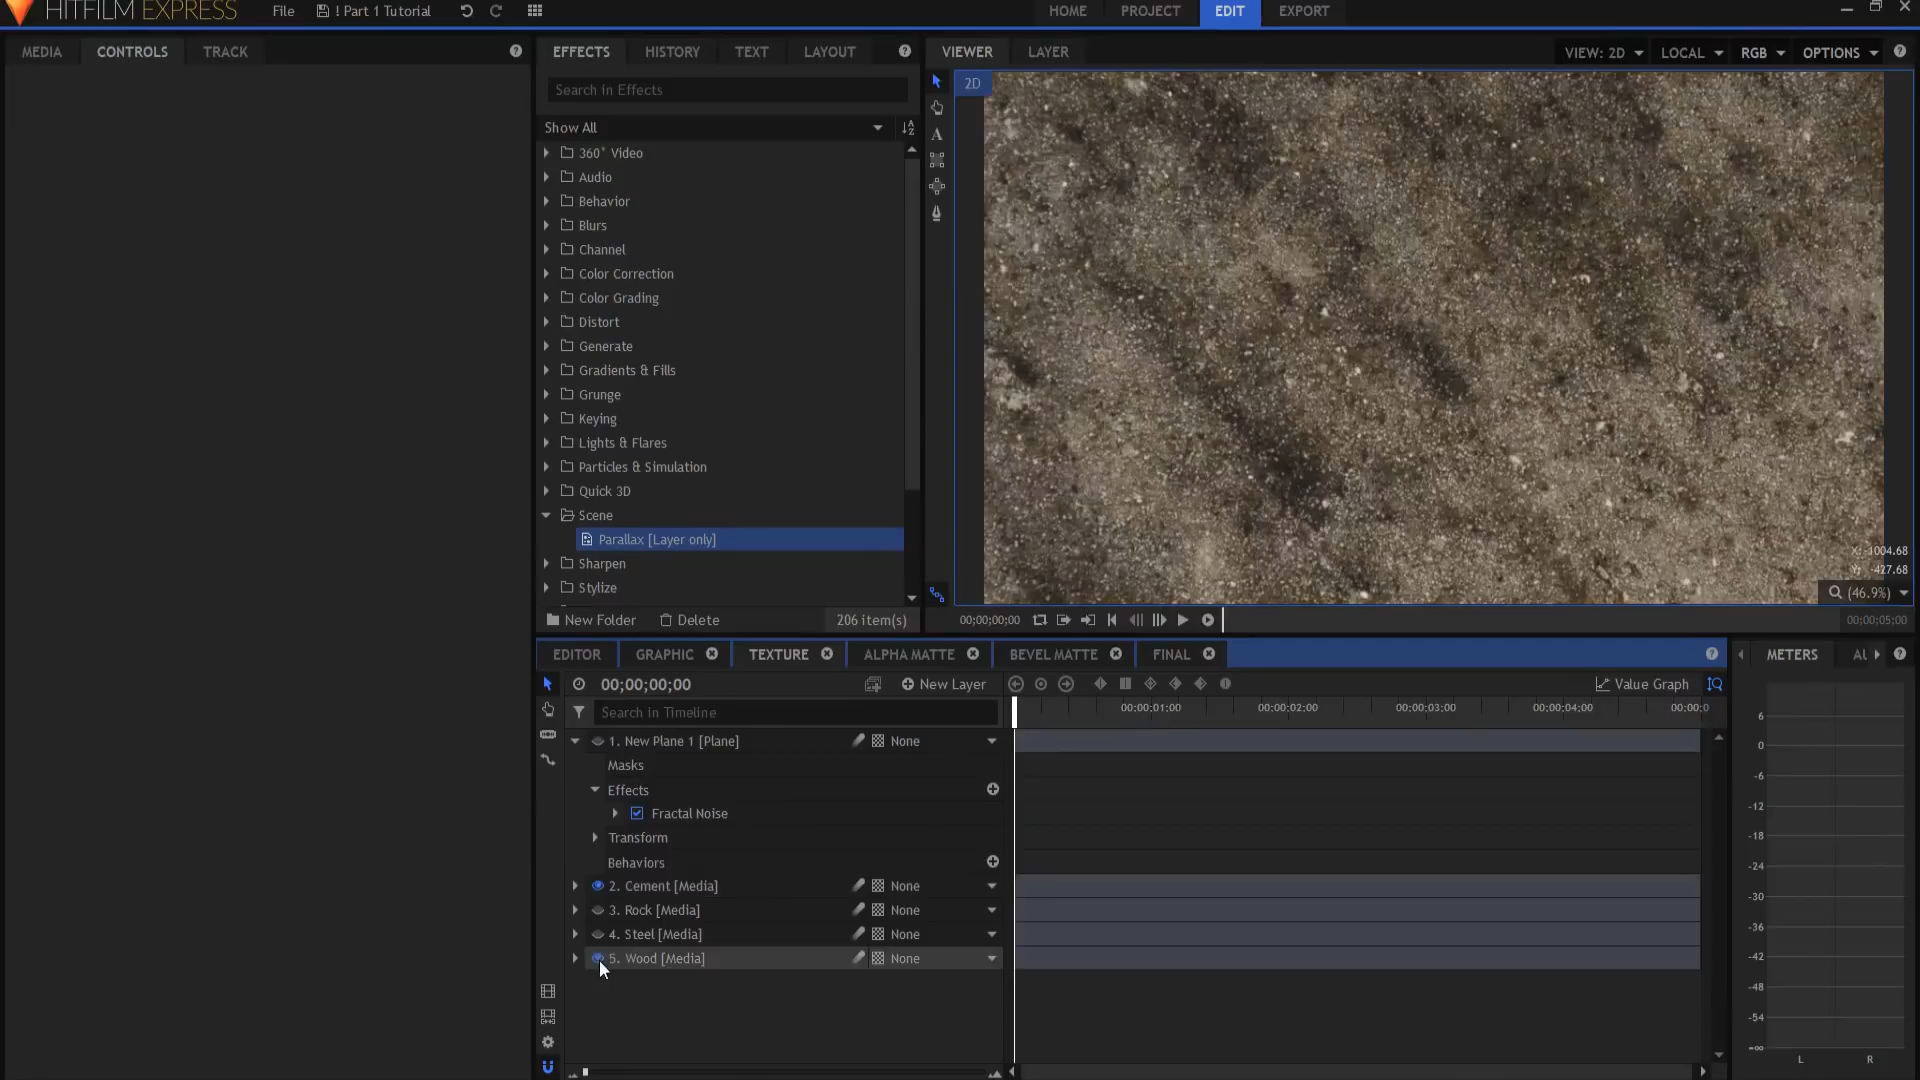 HITFILM EXPRESS
File
! Part 1 Tutorial
HOME
PROJECT
EDIT
EXPORT
MEDIA
CONTROLS
TRACK
EFFECTS
HISTORY
TEXT
LAYOUT
Search in Effects
Show All
360° Video
Audio
Behavior
Blurs
Channel
Color Correction
Color Grading
Distort
Generate
Gradients & Fills
Grunge
Keying
Lights & Flares
Particles & Simulation
Quick 3D
Scene
Parallax [Layer only]
Sharpen
Stylize
New Folder
Delete
206 item(s)
VIEWER
LAYER
VIEW: 2D
LOCAL
RGB
OPTIONS
2D
X: -1004.68
Y: -427.68
(46.9%)
00;00;00;00
00;00;05;00
EDITOR
GRAPHIC
TEXTURE
ALPHA MATTE
BEVEL MATTE
FINAL
00;00;00;00
New Layer
Value Graph
Search in Timeline
00;00;01;00
00;00;02;00
00;00;03;00
00;00;04;00
00;00;0
1. New Plane 1 [Plane]
None
Masks
Effects
Fractal Noise
Transform
Behaviors
2. Cement [Media]
None
3. Rock [Media]
None
4. Steel [Media]
None
5. Wood [Media]
None
METERS
AU
6
0
-6
-12
-18
-24
-30
-36
-42
-48
-54
-∞
L
R